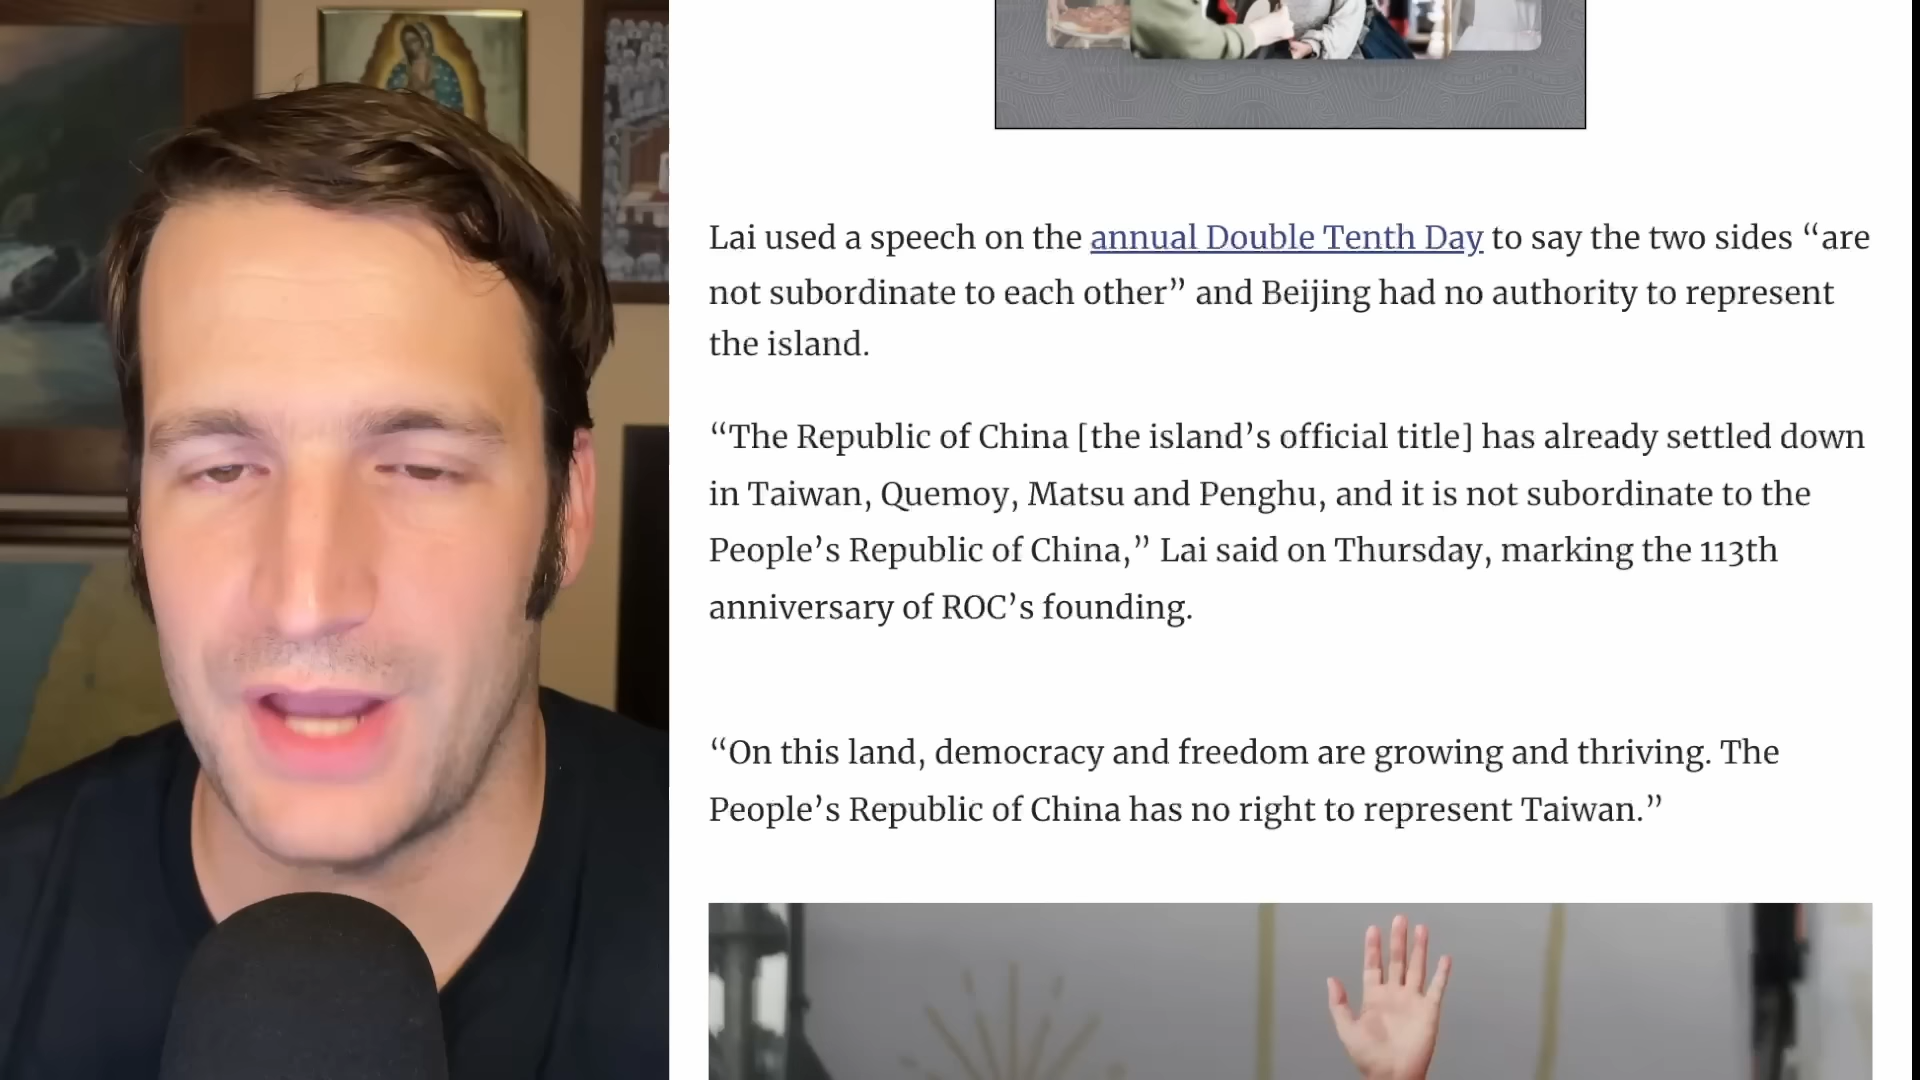 Lai used a speech on the annual Double Tenth Day to say the two sides “are
not subordinate to each other” and Beijing had no authority to represent
the island.
“The Republic of China [the island’s official title] has already settled down
in Taiwan, Quemoy, Matsu and Penghu, and it is not subordinate to the
People’s Republic of China,” Lai said on Thursday, marking the 113th
anniversary of ROC’s founding.
“On this land, democracy and freedom are growing and thriving. The
People’s Republic of China has no right to represent Taiwan.”